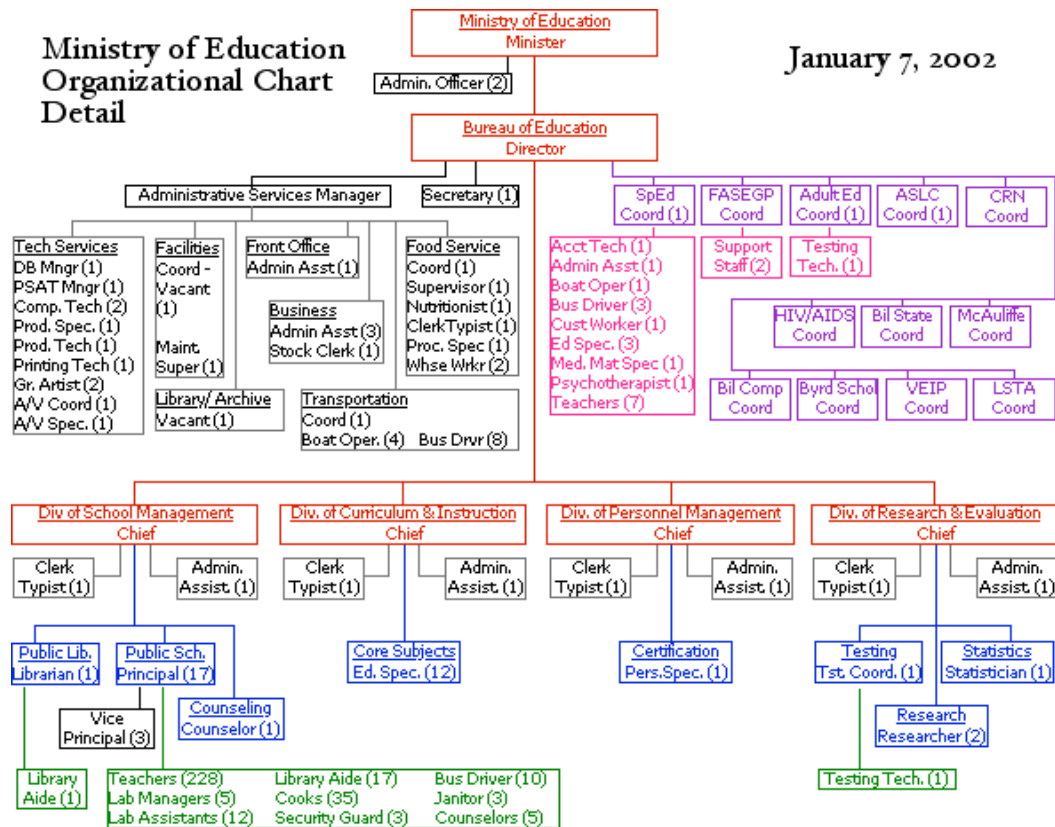 Ministry of Education
Organizational Chart
Detail
January 7, 2002
Ministry of Education
Minister
Admin. Officer (2)
Bureau of Education
Director
Administrative Services Manager
Secretary (1)
SpEd
Coord (1)
FASEGP
Coord
Adult Ed
Coord (1)
ASLC
Coord (1)
CRN
Coord
Tech Services
DB Mngr (1)
PSAT Mngr (1)
Comp. Tech (2)
Prod. Spec. (1)
Prod. Tech (1)
Printing Tech (1)
Gr. Artist (2)
A/V Coord (1)
A/V Spec. (1)
Facilities
Coord -
Vacant
(1)
Maint.
Super (1)
Front Office
Admin Asst (1)
Business
Admin Asst (3)
Stock Clerk (1)
Food Service
Coord (1)
Supervisor (1)
Nutritionist (1)
ClerkTypist (1)
Proc. Spec (1)
Whse Wrkr (2)
Library/ Archive
Vacant (1)
Transportation
Coord (1)
Boat Oper. (4) Bus Drvr (8)
Acct Tech (1)
Admin Asst (1)
Boat Oper (1)
Bus Driver (3)
Cust Worker (1)
Ed Spec. (3)
Med. Mat Spec (1)
Psychotherapist (1)
Teachers (7)
Support
Staff (2)
Testing
Tech. (1)
HIV/AIDS
Coord
Bil State
Coord
McAuliffe
Coord
Bil Comp
Coord
Byrd Schol
Coord
VEIP
Coord
LSTA
Coord
Div of School Management
Chief
Div. of Curriculum & Instruction
Chief
Div. of Personnel Management
Chief
Div. of Research & Evaluation
Chief
Clerk
Typist (1)
Admin.
Assist. (1)
Clerk
Typist (1)
Admin.
Assist. (1)
Clerk
Typist (1)
Admin.
Assist. (1)
Clerk
Typist (1)
Admin.
Assist. (1)
Public Lib.
Librarian (1)
Public Sch.
Principal (17)
Core Subjects
Ed. Spec. (12)
Certification
Pers.Spec. (1)
Testing
Tst. Coord. (1)
Statistics
Statistician (1)
Vice
Principal (3)
Counseling
Counselor (1)
Research
Researcher (2)
Library
Aide (1)
Teachers (228) Library Aide (17) Bus Driver (10)
Lab Managers (5) Cooks (35) Janitor (3)
Lab Assistants (12) Security Guard (3) Counselors (5)
Testing Tech. (1)